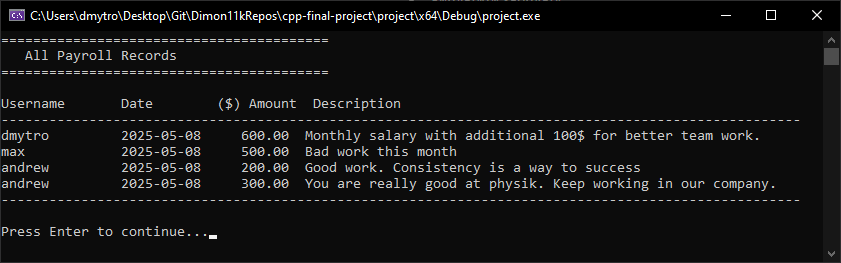 C:\Users\dmytro\Desktop\Git\Dimon11kRepos\cpp-final-project\project\x64\Debug\project.exe
=========================================
   All Payroll Records
=========================================
Username       Date        ($) Amount  Description
----------------------------------------------------------------------------------------------------
dmytro         2025-05-08     600.00  Monthly salary with additional 100$ for better team work.
max            2025-05-08     500.00  Bad work this month
andrew         2025-05-08     200.00  Good work. Consistency is a way to success
andrew         2025-05-08     300.00  You are really good at physik. Keep working in our company.
----------------------------------------------------------------------------------------------------
Press Enter to continue...